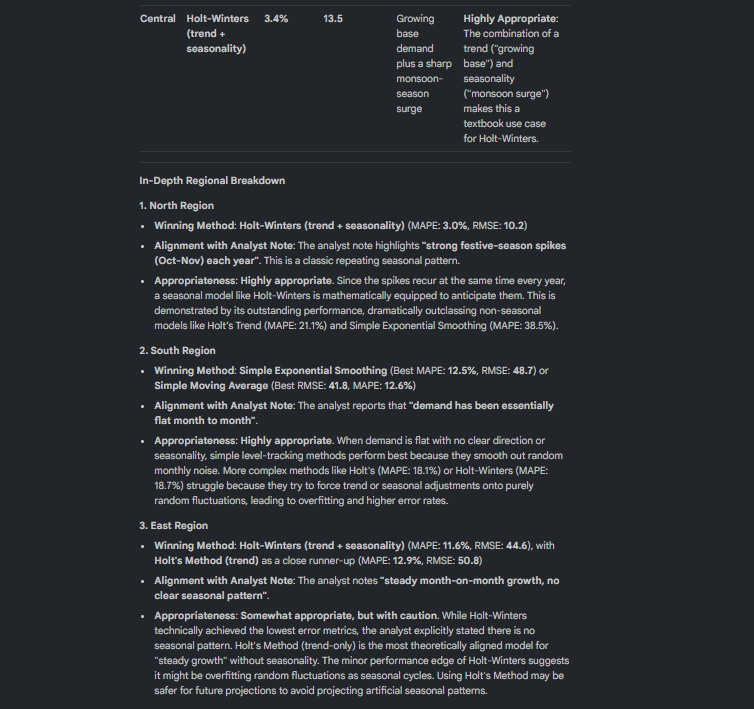 Central Holt-Winters 3.4% 13.5 Growing Highly Appropriate:
(trend + base The combination of a
seasonality) demand trend ("growing
plus a sharp base") and
monsoon- seasonality
season ("monsoon surge")
surge makes this a
textbook use case
for Holt-Winters.
In-Depth Regional Breakdown
1. North Region
• Winning Method: Holt-Winters (trend + seasonality) (MAPE: 3.0%, RMSE: 10.2)
• Alignment with Analyst Note: The analyst note highlights "strong festive-season spikes
(Oct-Nov) each year". This is a classic repeating seasonal pattern.
• Appropriateness: Highly appropriate. Since the spikes recur at the same time every year,
a seasonal model like Holt-Winters is mathematically equipped to anticipate them. This is
demonstrated by its outstanding performance, dramatically outclassing non-seasonal
models like Holt's Trend (MAPE: 21.1%) and Simple Exponential Smoothing (MAPE: 38.5%).
2. South Region
• Winning Method: Simple Exponential Smoothing (Best MAPE: 12.5%, RMSE: 48.7) or
Simple Moving Average (Best RMSE: 41.8, MAPE: 12.6%)
• Alignment with Analyst Note: The analyst reports that "demand has been essentially
flat month to month".
• Appropriateness: Highly appropriate. When demand is flat with no clear direction or
seasonality, simple level-tracking methods perform best because they smooth out random
monthly noise. More complex methods like Holt's (MAPE: 18.1%) or Holt-Winters (MAPE:
18.7%) struggle because they try to force trend or seasonal adjustments onto purely
random fluctuations, leading to overfitting and higher error rates.
3. East Region
• Winning Method: Holt-Winters (trend + seasonality) (MAPE: 11.6%, RMSE: 44.6), with
Holt's Method (trend) as a close runner-up (MAPE: 12.9%, RMSE: 50.8)
• Alignment with Analyst Note: The analyst notes "steady month-on-month growth, no
clear seasonal pattern".
• Appropriateness: Somewhat appropriate, but with caution. While Holt-Winters
technically achieved the lowest error metrics, the analyst explicitly stated there is no
seasonal pattern. Holt's Method (trend-only) is the most theoretically aligned model for
"steady growth" without seasonality. The minor performance edge of Holt-Winters suggests
it might be overfitting random fluctuations as seasonal cycles. Using Holt's Method may be
safer for future projections to avoid projecting artificial seasonal patterns.